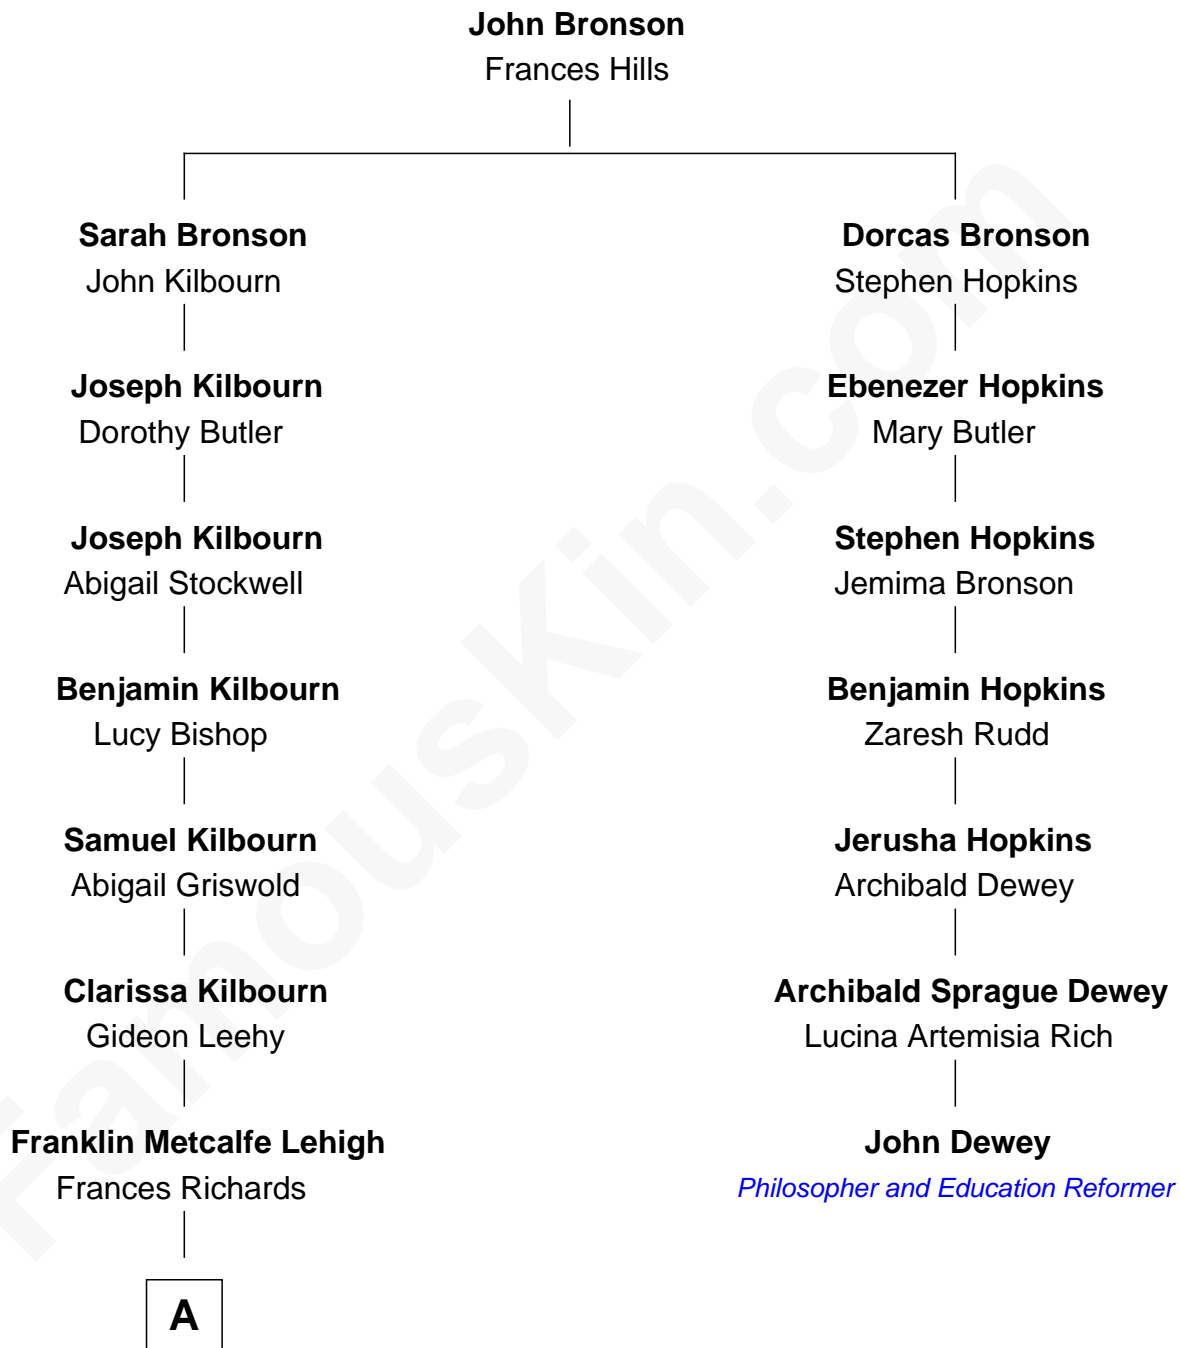 John Bronson
Frances Hills
Sarah Bronson
John Kilbourn
Dorcas Bronson
Stephen Hopkins
Joseph Kilbourn
Dorothy Butler
Ebenezer Hopkins
Mary Butler
Joseph Kilbourn
Abigail Stockwell
Stephen Hopkins
Jemima Bronson
Benjamin Kilbourn
Lucy Bishop
Benjamin Hopkins
Zaresh Rudd
Samuel Kilbourn
Abigail Griswold
Jerusha Hopkins
Archibald Dewey
Clarissa Kilbourn
Gideon Leehy
Archibald Sprague Dewey
Lucina Artemisia Rich
Franklin Metcalfe Lehigh
Frances Richards
John Dewey
Philosopher and Education Reformer
A
FamousKin.com